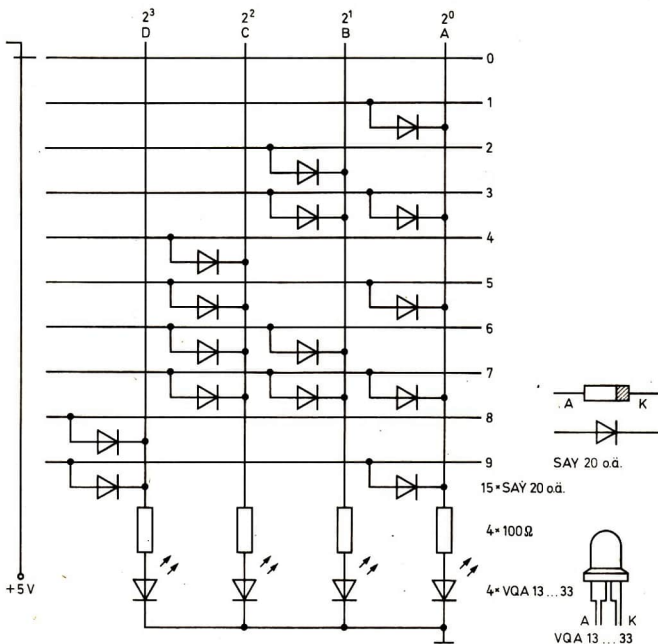 2³ 2² 2¹ 2⁰
D C B A
0
1
2
3
4
5
6
7
8
9
A K
SAY 20 o.ä.
15 × SAY 20 o.ä.
4 × 100 Ω
+5 V
4 × VQA 13 ... 33
A K
VQA 13 ... 33